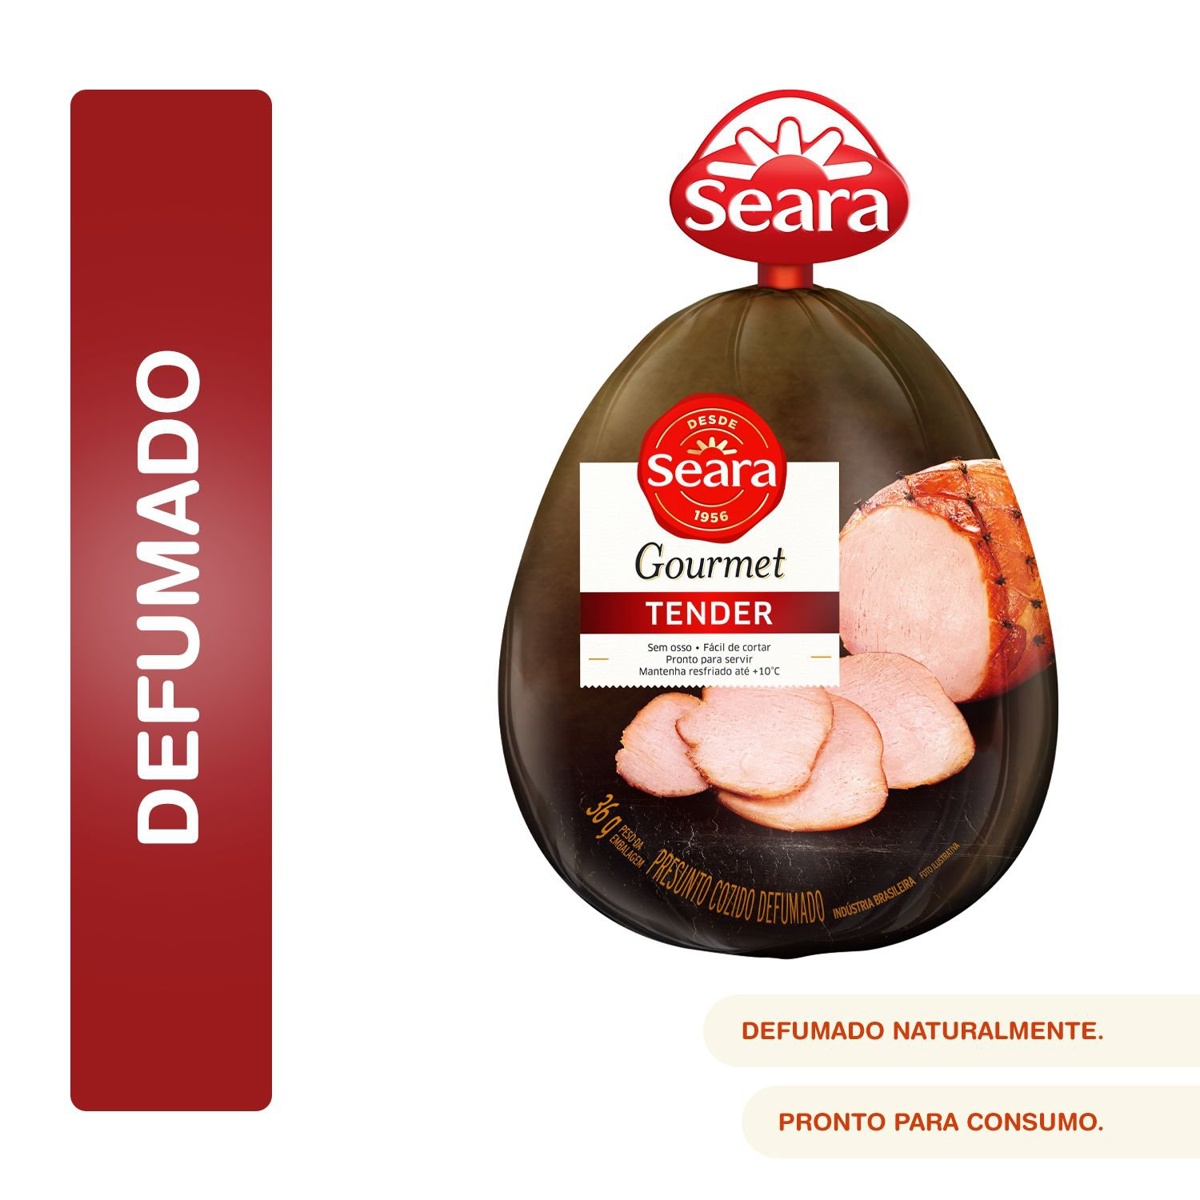 DEFUMADO
Seara
DESDE
Seara
1956
Gourmet
TENDER
Sem osso • Fácil de cortar
Pronto para servir
Mantenha resfriado até +10°C
36 g
PESO DA
EMBALAGEM
PRESUNTO COZIDO DEFUMADO
INDÚSTRIA BRASILEIRA
FOTO ILUSTRATIVA
DEFUMADO NATURALMENTE.
PRONTO PARA CONSUMO.